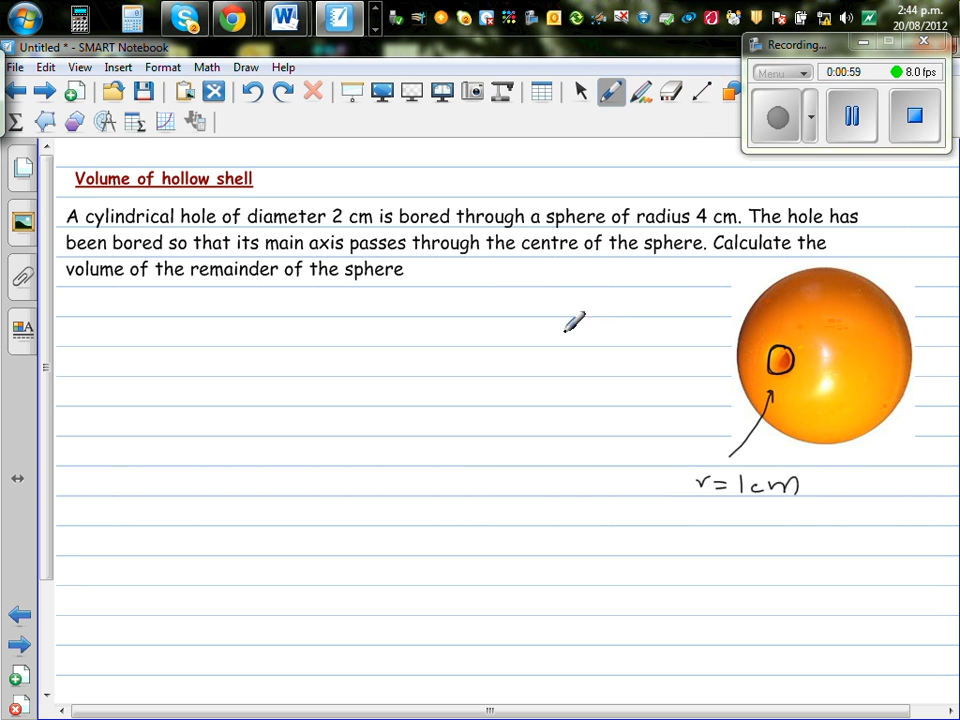 2:44 p.m.
20/08/2012
Untitled * - SMART Notebook
Recording...
File Edit View Insert Format Math Draw Help
Menu 0:00:59 8.0 fps
Volume of hollow shell
A cylindrical hole of diameter 2 cm is bored through a sphere of radius 4 cm. The hole has
been bored so that its main axis passes through the centre of the sphere. Calculate the
volume of the remainder of the sphere
r = 1cm